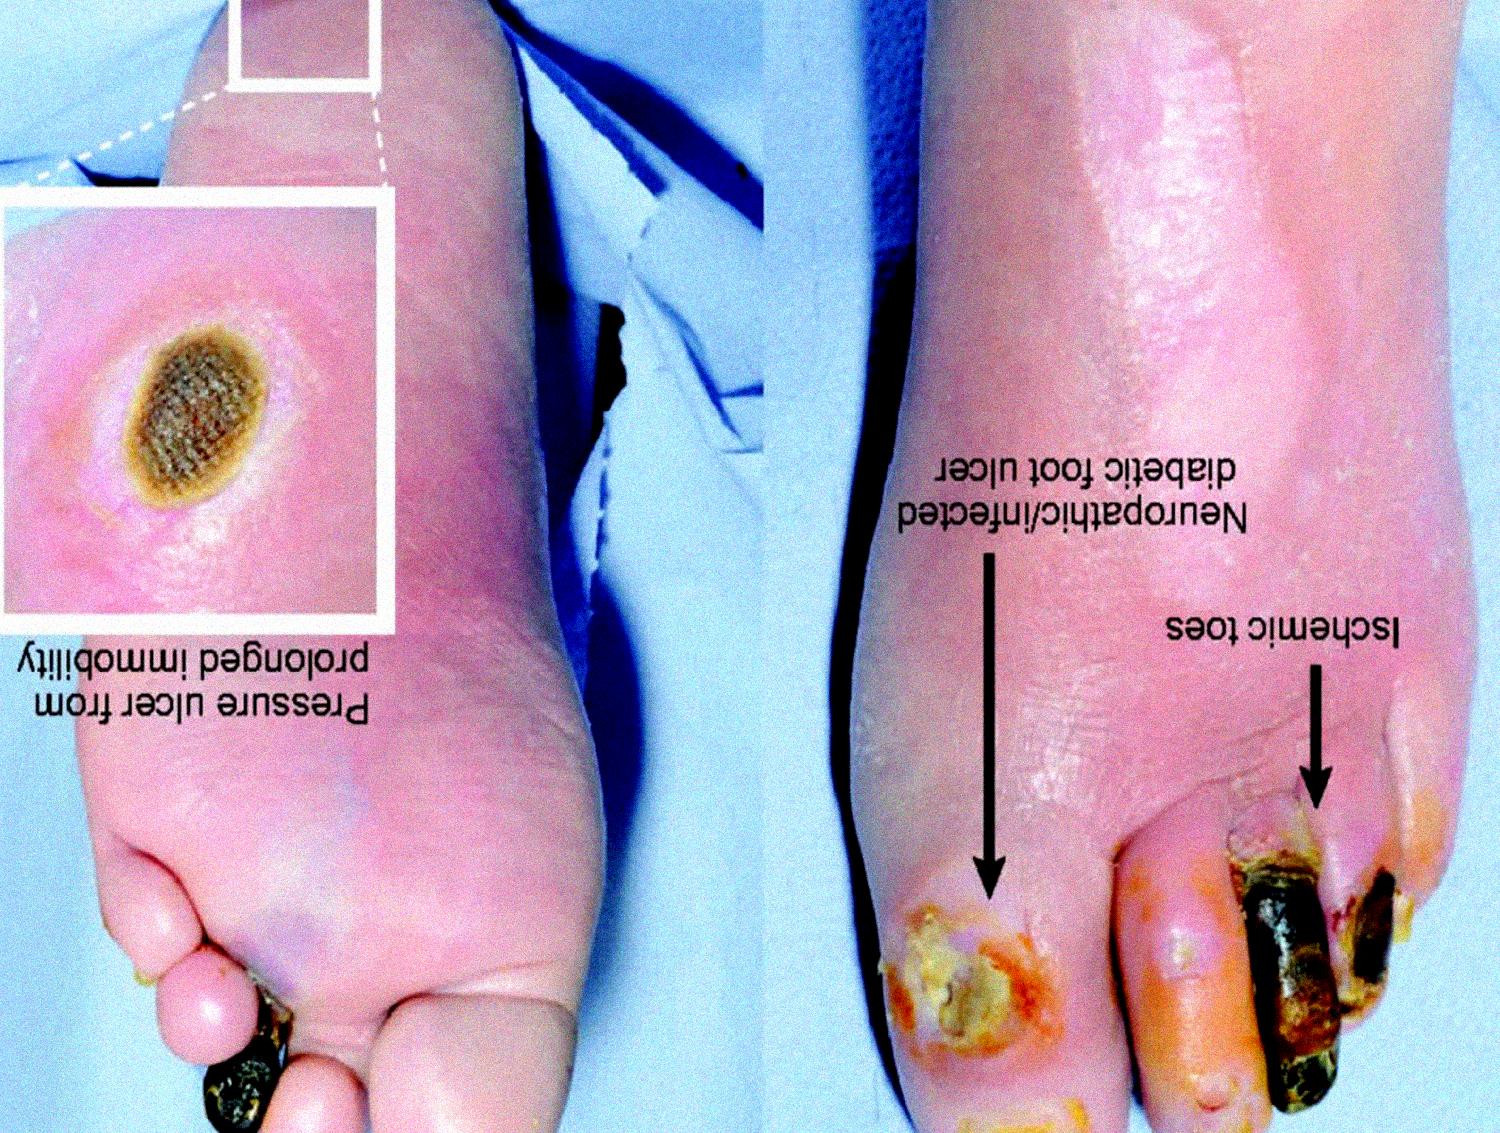 Pressure ulcer from
prolonged immobility
Neuropathic/infected
diabetic foot ulcer
Ischemic toes